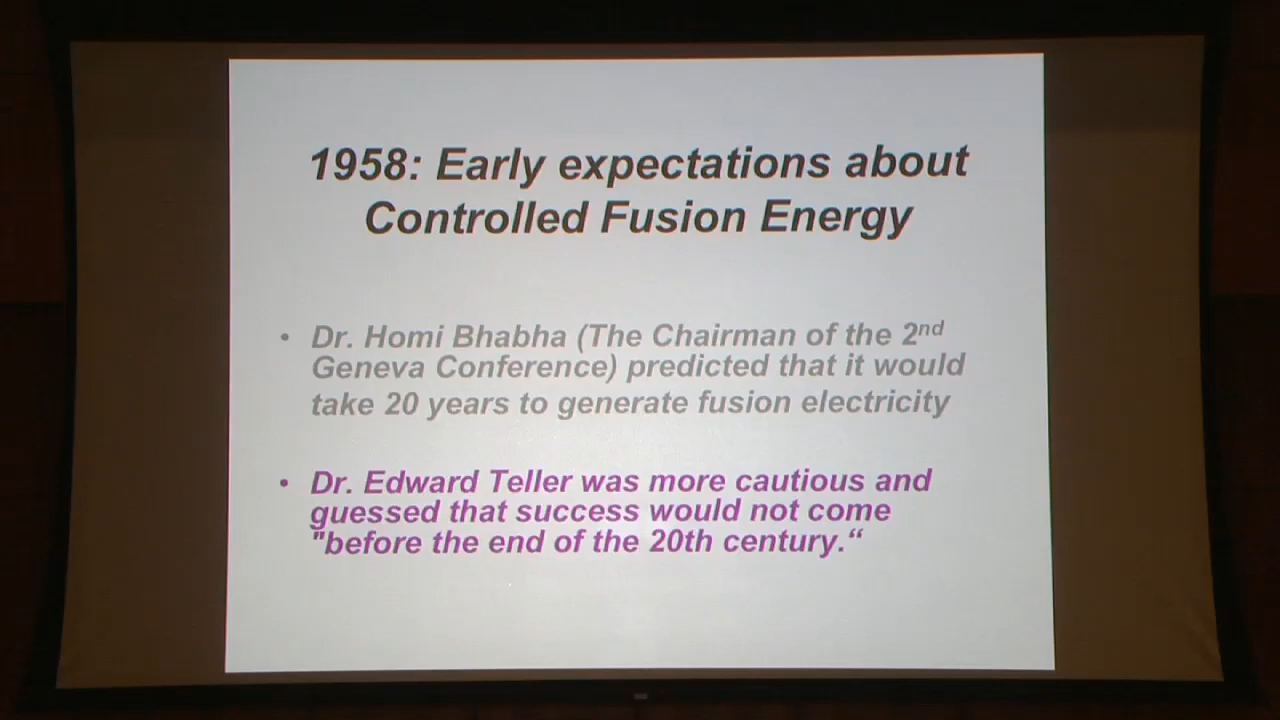 1958: Early expectations about
Controlled Fusion Energy
• Dr. Homi Bhabha (The Chairman of the 2nd
Geneva Conference) predicted that it would
take 20 years to generate fusion electricity
• Dr. Edward Teller was more cautious and
guessed that success would not come
"before the end of the 20th century.“